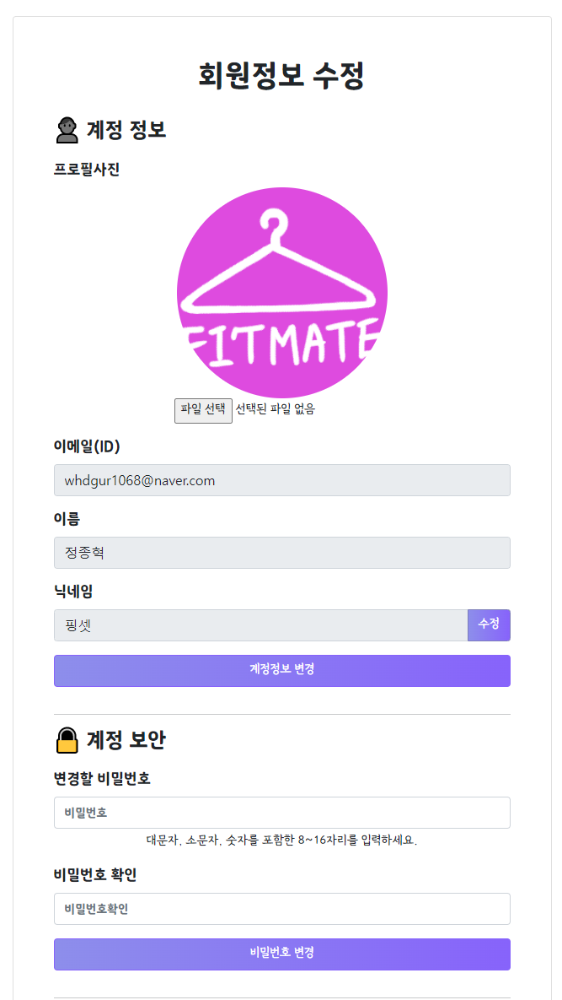 회원정보 수정
계정 정보
프로필사진
FITMATE
파일 선택 선택된 파일 없음
이메일(ID)
whdgur1068@naver.com
이름
정종혁
닉네임
핑셋 수정
계정정보 변경
계정 보안
변경할 비밀번호
비밀번호
대문자, 소문자, 숫자를 포함한 8~16자리를 입력하세요.
비밀번호 확인
비밀번호확인
비밀번호 변경